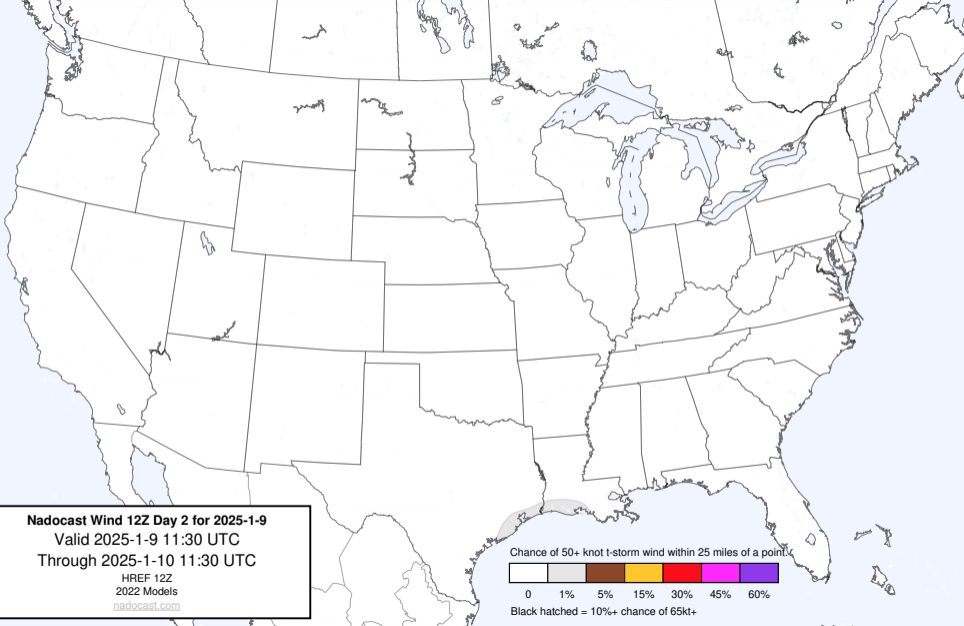 Nadocast Wind 12Z Day 2 for 2025-1-9
Valid 2025-1-9 11:30 UTC
Through 2025-1-10 11:30 UTC
HREF 12Z
2022 Models
nadocast.com
Chance of 50+ knot t-storm wind within 25 miles of a point.
0 1% 5% 15% 30% 45% 60%
Black hatched = 10%+ chance of 65kt+